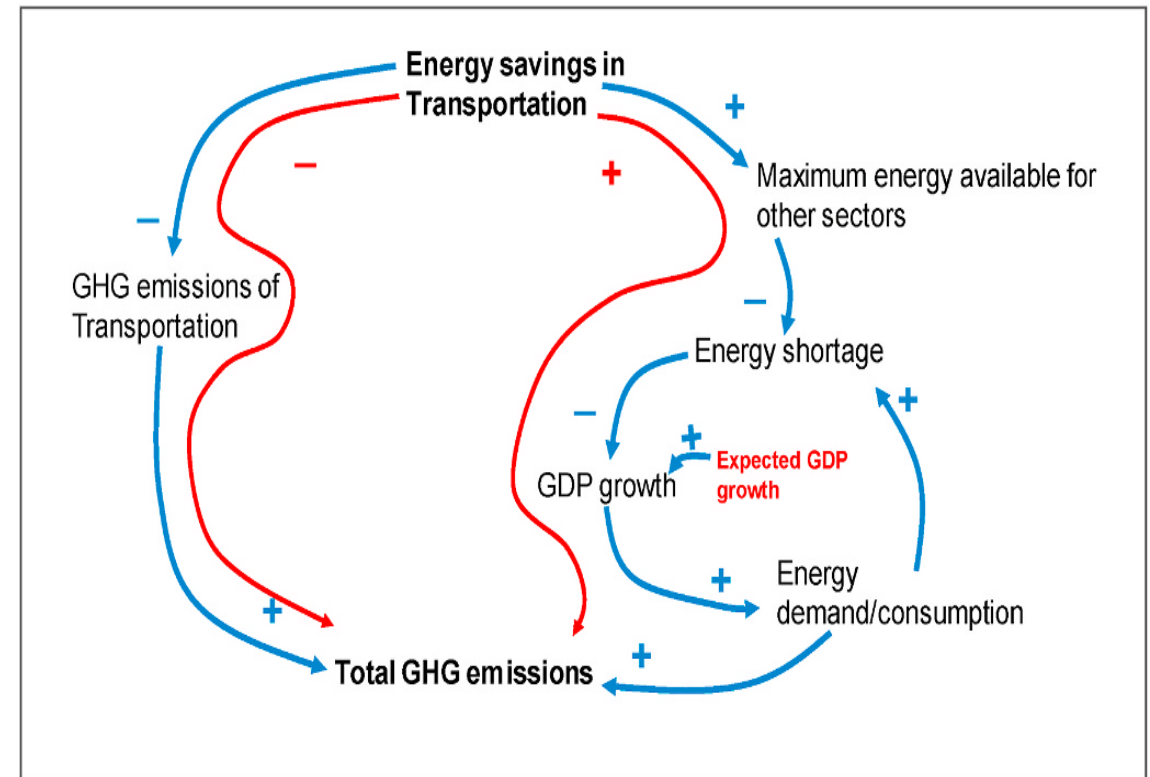 Energy savings in
Transportation
+
–
+
Maximum energy available for
other sectors
–
GHG emissions of
Transportation
–
Energy shortage
–
+
+
Expected GDP
growth
GDP growth
+
Energy
demand/consumption
+
+
Total GHG emissions